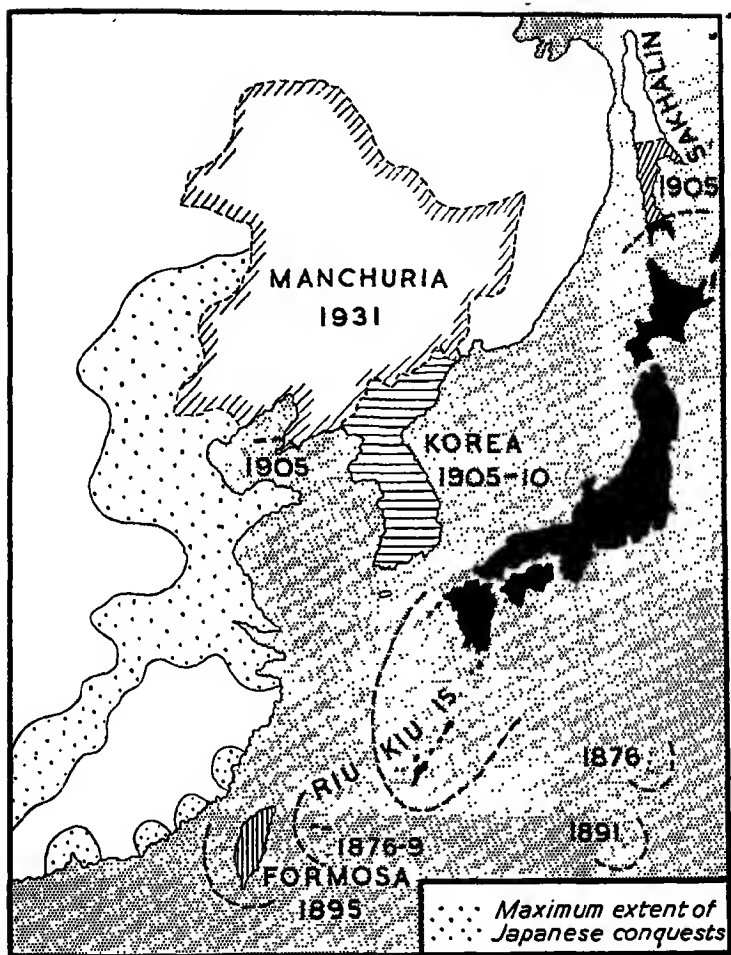 SAKHALIN
1905
MANCHURIA
1931
1905
KOREA
1905-10
RIU KIU IS
1876
1891
1876-9
FORMOSA
1895
Maximum extent of
Japanese conquests